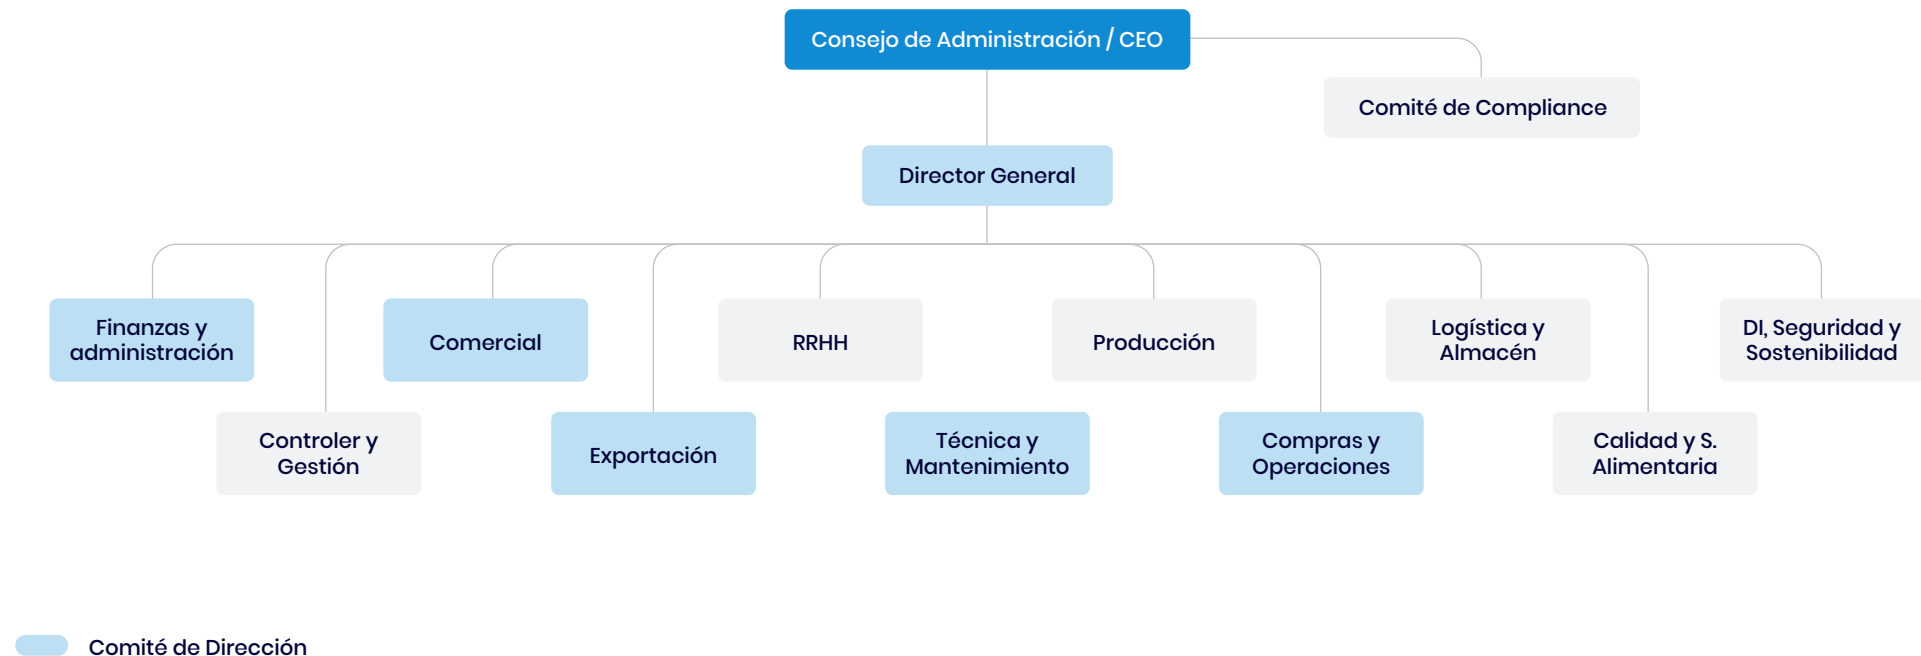 Consejo de Administración / CEO
Comité de Compliance
Director General
Finanzas y
administración
Comercial
RRHH
Producción
Logística y
Almacén
DI, Seguridad y
Sostenibilidad
Controler y
Gestión
Exportación
Técnica y
Mantenimiento
Compras y
Operaciones
Calidad y S.
Alimentaria
Comité de Dirección